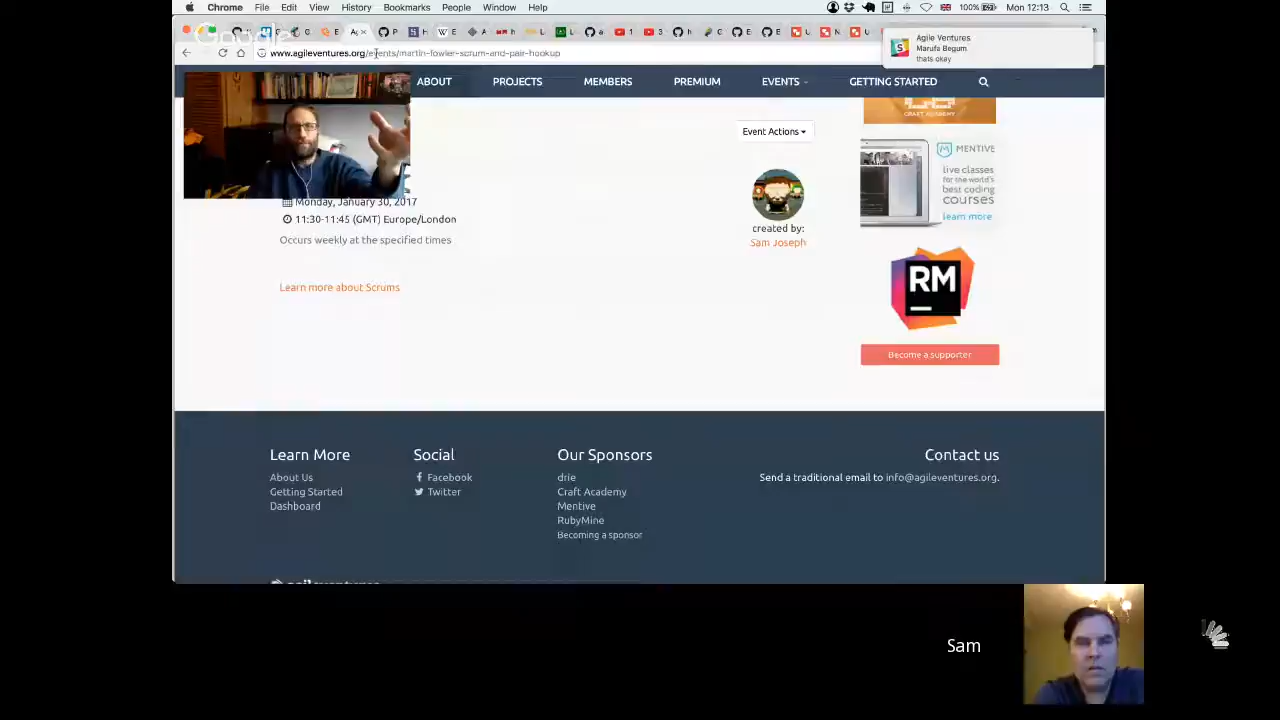 Chrome File Edit View History Bookmarks People Window Help
100% Mon 12:13
Google
www.agileventures.org/events/martin-fowler-scrum-and-pair-hookup
Agile Ventures
Marufa Begum
thats okay
ABOUT PROJECTS MEMBERS PREMIUM EVENTS GETTING STARTED
CRAFT ACADEMY
Event Actions
MENTIVE
live classes
for the world's
best coding
courses
learn more
Monday, January 30, 2017
11:30-11:45 (GMT) Europe/London
Occurs weekly at the specified times
created by:
Sam Joseph
Learn more about Scrums
RM
Become a supporter
Learn More Social Our Sponsors Contact us
About Us Facebook drie Send a traditional email to info@agileventures.org.
Getting Started Twitter Craft Academy
Dashboard Mentive
RubyMine
Becoming a sponsor
agileventures
Sam